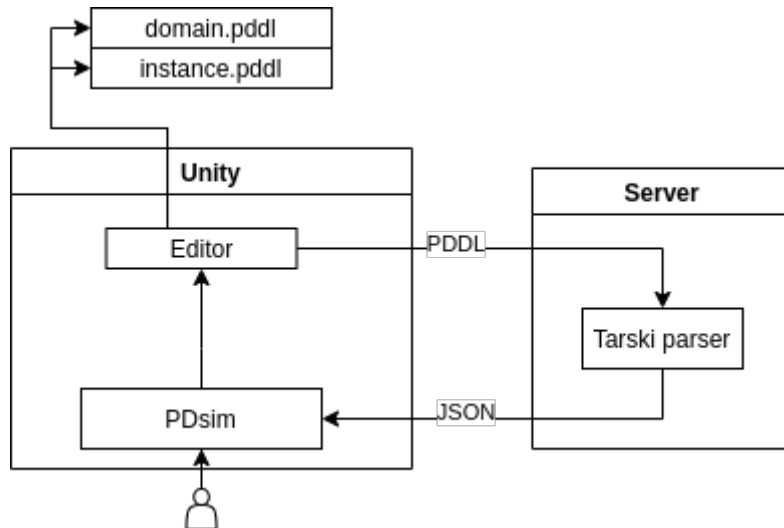 domain.pddl
instance.pddl
Unity
Server
Editor
PDDL
Tarski parser
PDsim
JSON